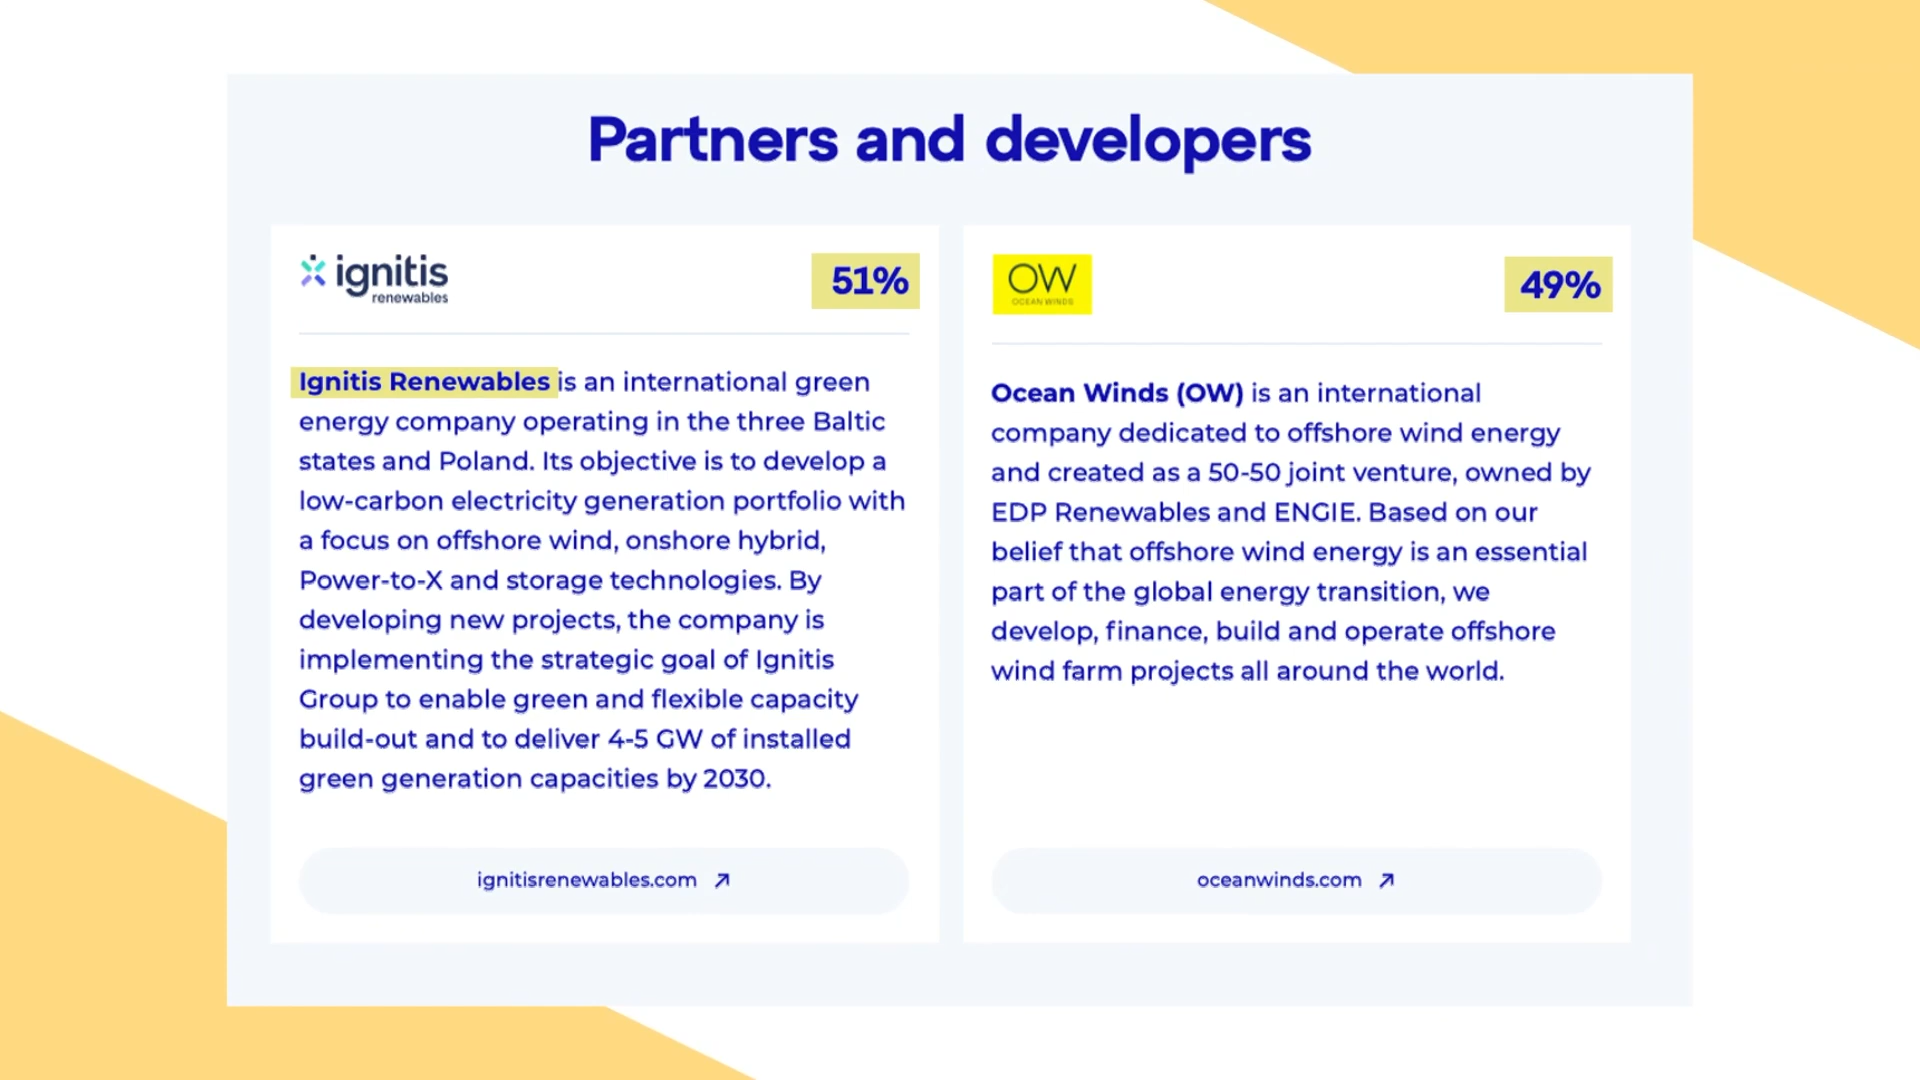 Partners and developers
ignitis
renewables
51%
Ignitis Renewables is an international green
energy company operating in the three Baltic
states and Poland. Its objective is to develop a
low-carbon electricity generation portfolio with
a focus on offshore wind, onshore hybrid,
Power-to-X and storage technologies. By
developing new projects, the company is
implementing the strategic goal of Ignitis
Group to enable green and flexible capacity
build-out and to deliver 4-5 GW of installed
green generation capacities by 2030.
ignitisrenewables.com
OW
OCEAN WINDS
49%
Ocean Winds (OW) is an international
company dedicated to offshore wind energy
and created as a 50-50 joint venture, owned by
EDP Renewables and ENGIE. Based on our
belief that offshore wind energy is an essential
part of the global energy transition, we
develop, finance, build and operate offshore
wind farm projects all around the world.
oceanwinds.com